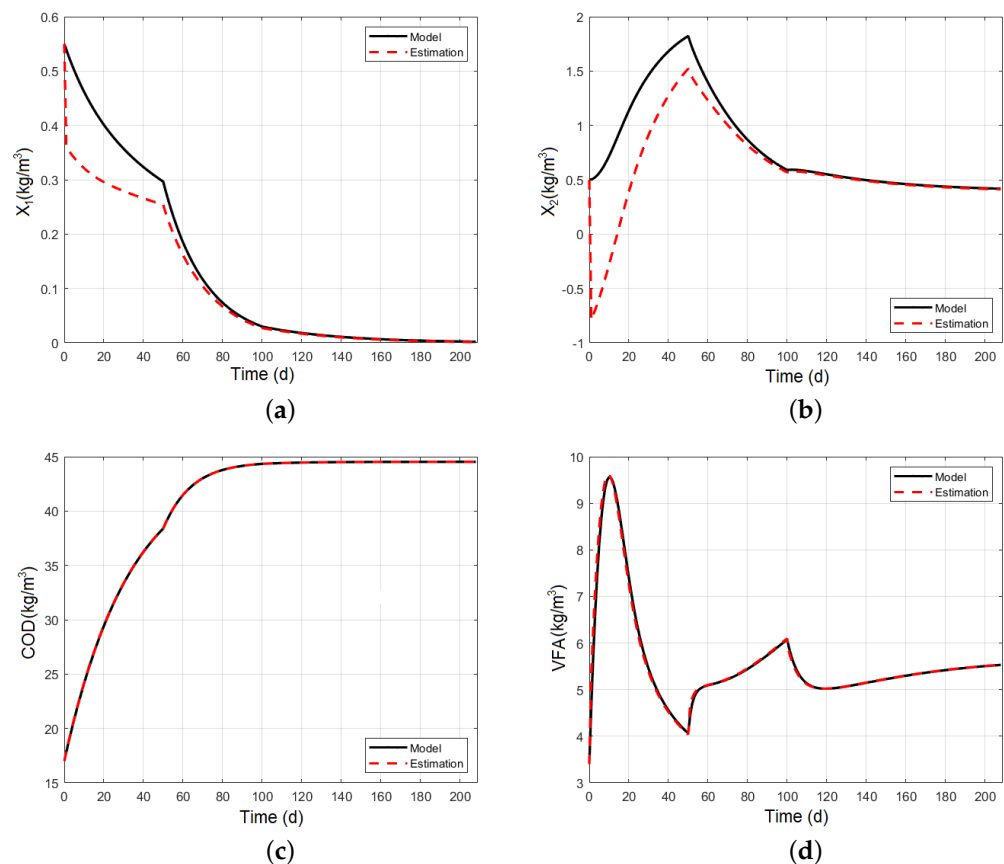 0.6
0.5
0.4
0.3
0.2
0.1
0
X₁(kg/m³)
0 20 40 60 80 100 120 140 160 180 200
Time (d)
Model
Estimation
(a)
2
1.5
1
0.5
0
-0.5
-1
X₂(kg/m³)
0 20 40 60 80 100 120 140 160 180 200
Time (d)
Model
Estimation
(b)
45
40
35
30
25
20
15
COD(kg/m³)
0 20 40 60 80 100 120 140 160 180 200
Time (d)
Model
Estimation
(c)
10
9
8
7
6
5
4
3
VFA(kg/m³)
0 20 40 60 80 100 120 140 160 180 200
Time (d)
Model
Estimation
(d)